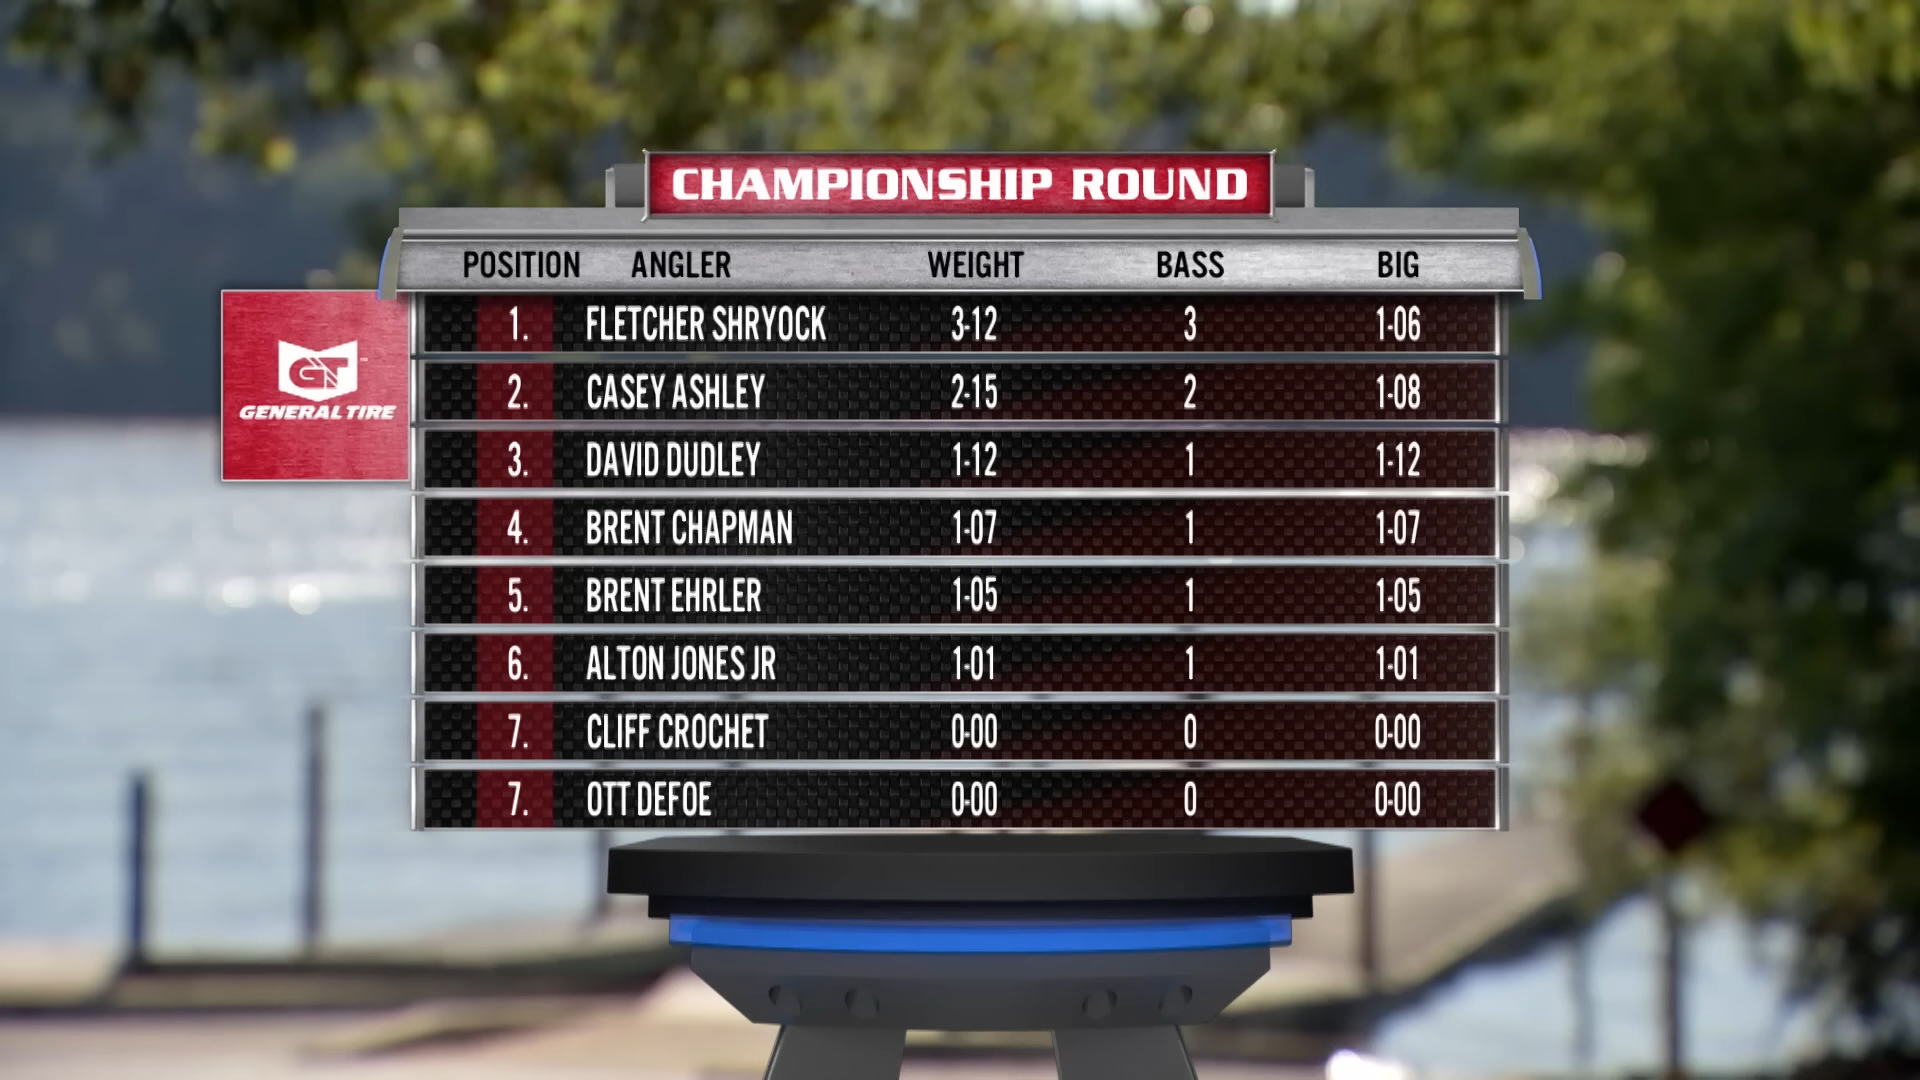 CHAMPIONSHIP ROUND
POSITION ANGLER WEIGHT BASS BIG
1. FLETCHER SHRYOCK 3-12 3 1-06
2. CASEY ASHLEY 2-15 2 1-08
3. DAVID DUDLEY 1-12 1 1-12
4. BRENT CHAPMAN 1-07 1 1-07
5. BRENT EHRLER 1-05 1 1-05
6. ALTON JONES JR 1-01 1 1-01
7. CLIFF CROCHET 0-00 0 0-00
7. OTT DEFOE 0-00 0 0-00
GT™
GENERAL TIRE